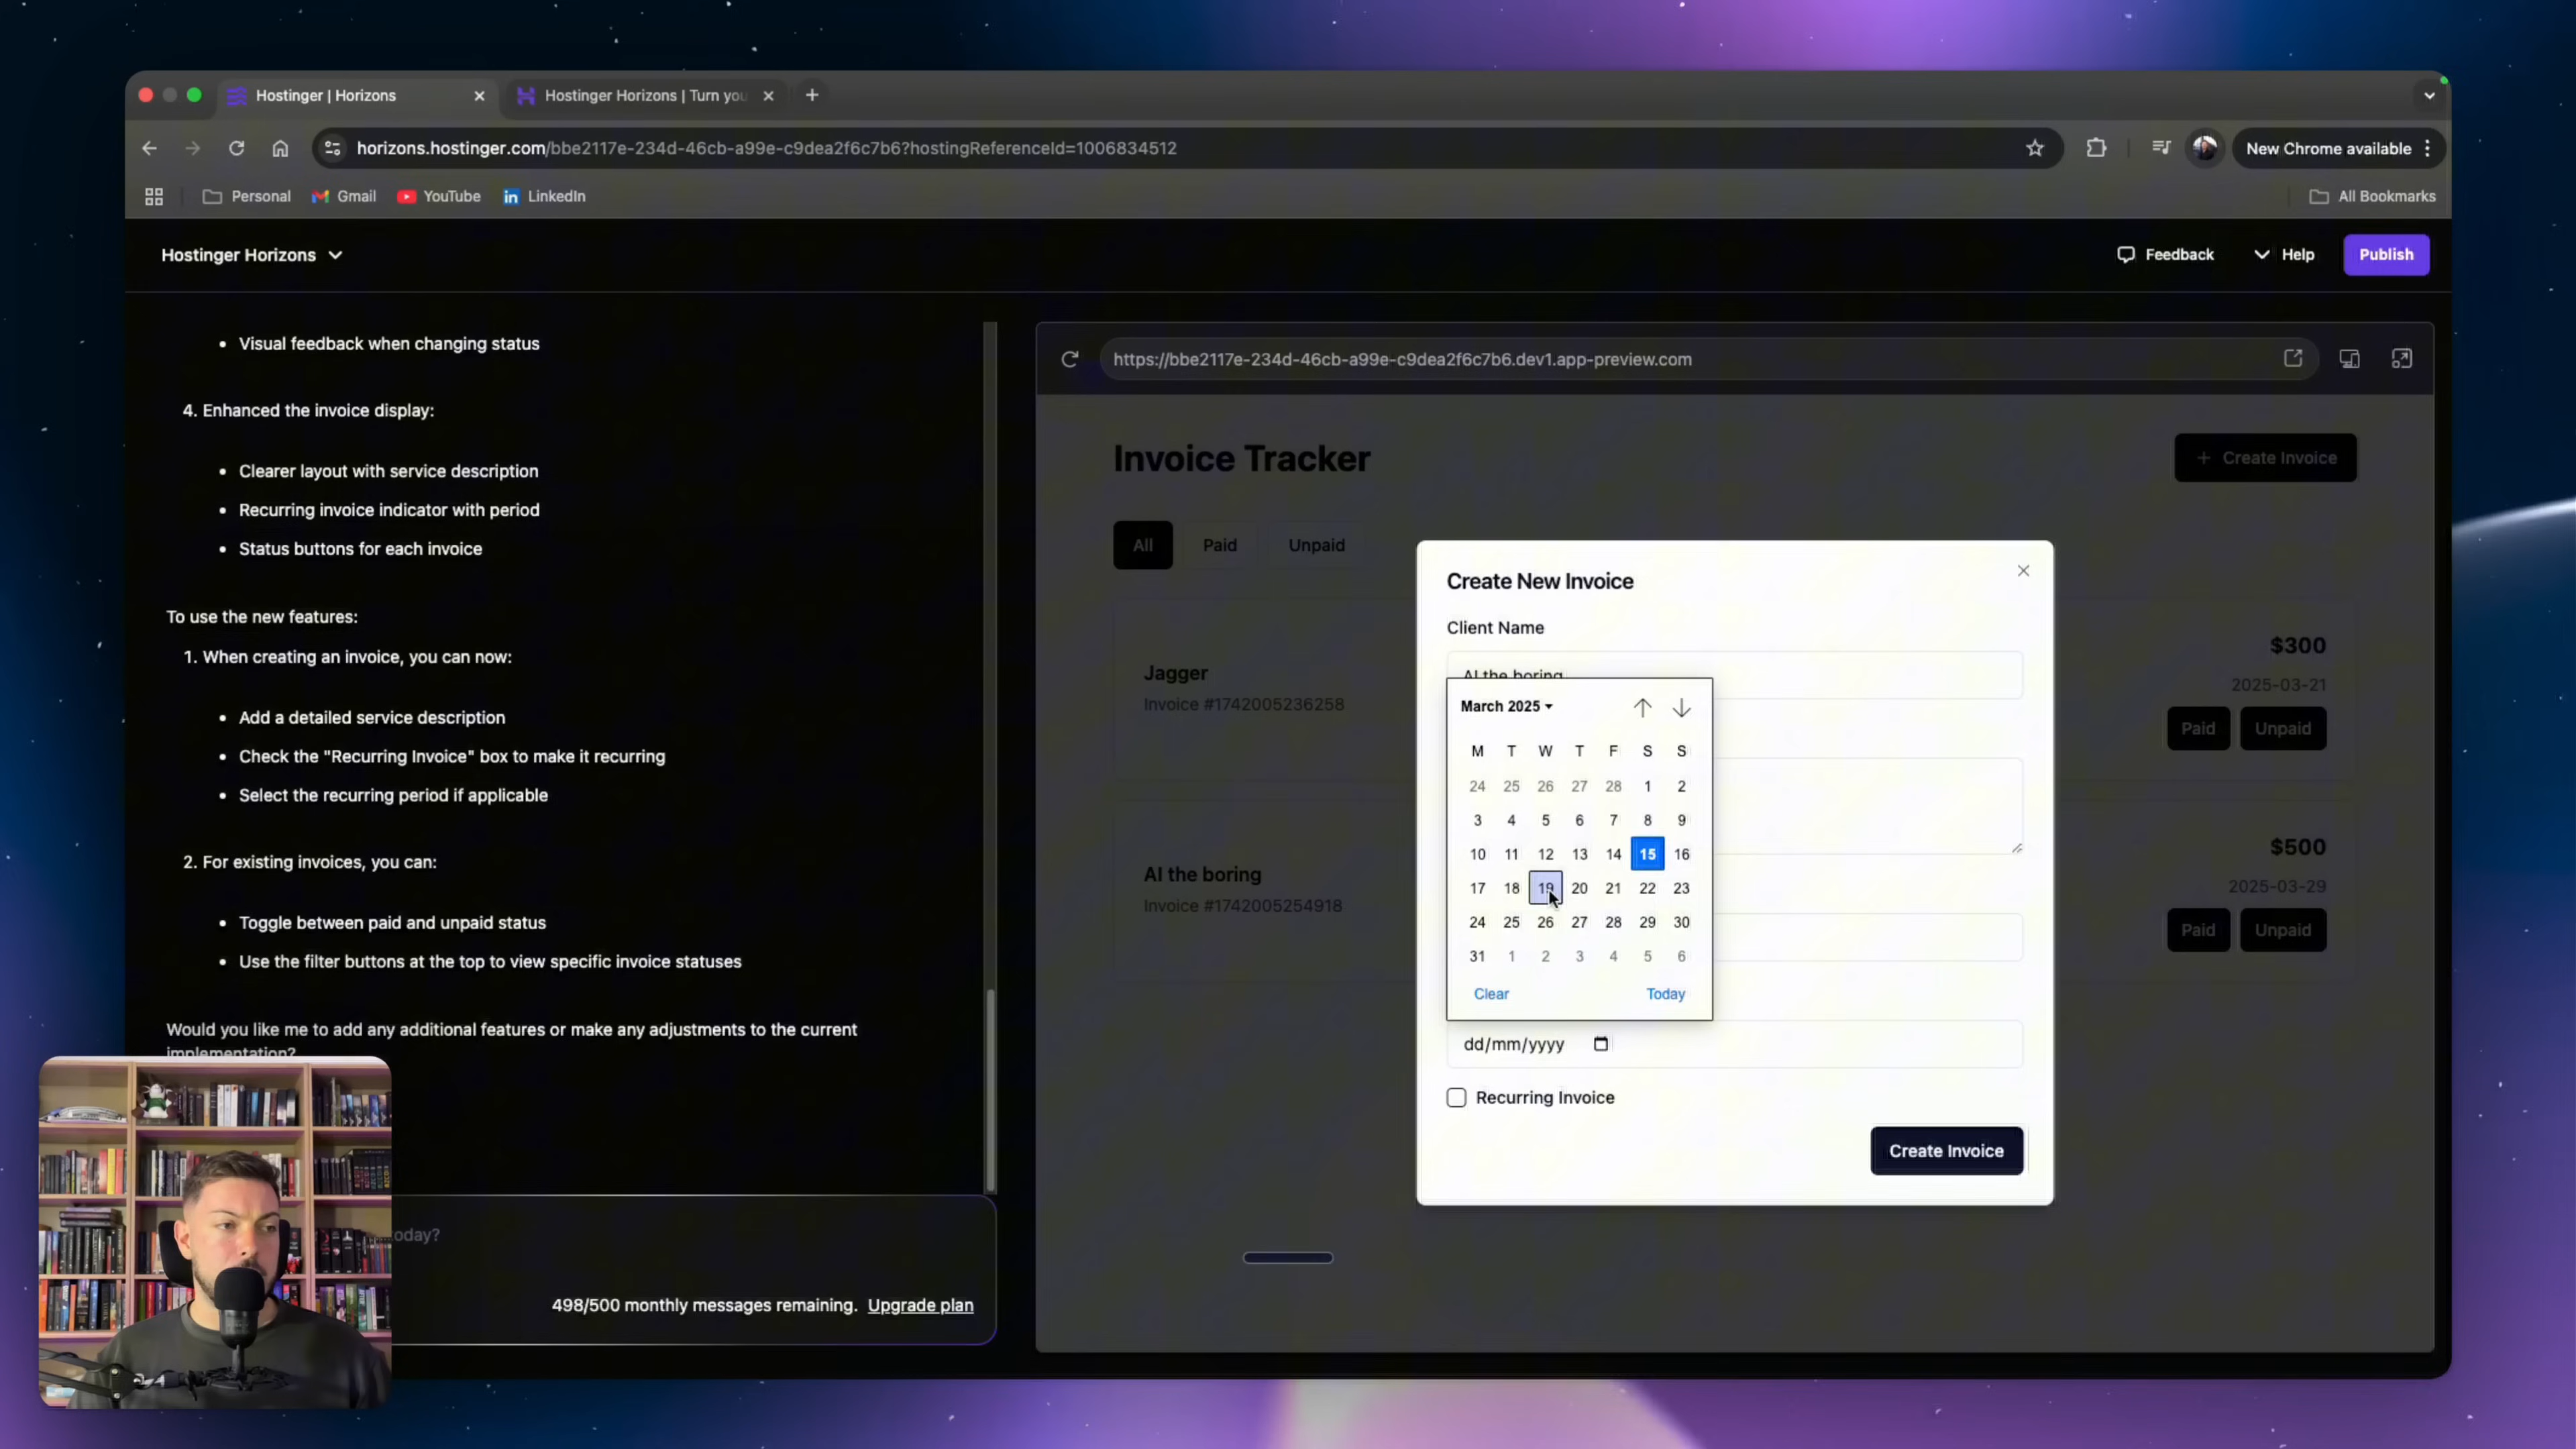 Hostinger | Horizons
Hostinger Horizons | Turn you
horizons.hostinger.com/bbe2117e-234d-46cb-a99e-c9dea2f6c7b6?hostingReferenceId=1006834512
New Chrome available
Personal
Gmail
YouTube
LinkedIn
All Bookmarks
Hostinger Horizons
Feedback
Help
Publish
• Visual feedback when changing status
4. Enhanced the invoice display:
• Clearer layout with service description
• Recurring invoice indicator with period
• Status buttons for each invoice
To use the new features:
1. When creating an invoice, you can now:
• Add a detailed service description
• Check the "Recurring Invoice" box to make it recurring
• Select the recurring period if applicable
2. For existing invoices, you can:
• Toggle between paid and unpaid status
• Use the filter buttons at the top to view specific invoice statuses
Would you like me to add any additional features or make any adjustments to the current
implementation?
today?
498/500 monthly messages remaining. Upgrade plan
https://bbe2117e-234d-46cb-a99e-c9dea2f6c7b6.dev1.app-preview.com
Invoice Tracker
+ Create Invoice
All
Paid
Unpaid
Jagger
Invoice #1742005236258
$300
2025-03-21
Paid
Unpaid
AI the boring
Invoice #1742005254918
$500
2025-03-29
Paid
Unpaid
Create New Invoice
Client Name
AI the boring
March 2025
M T W T F S S
24 25 26 27 28 1 2
3 4 5 6 7 8 9
10 11 12 13 14 15 16
17 18 19 20 21 22 23
24 25 26 27 28 29 30
31 1 2 3 4 5 6
Clear
Today
dd/mm/yyyy
Recurring Invoice
Create Invoice